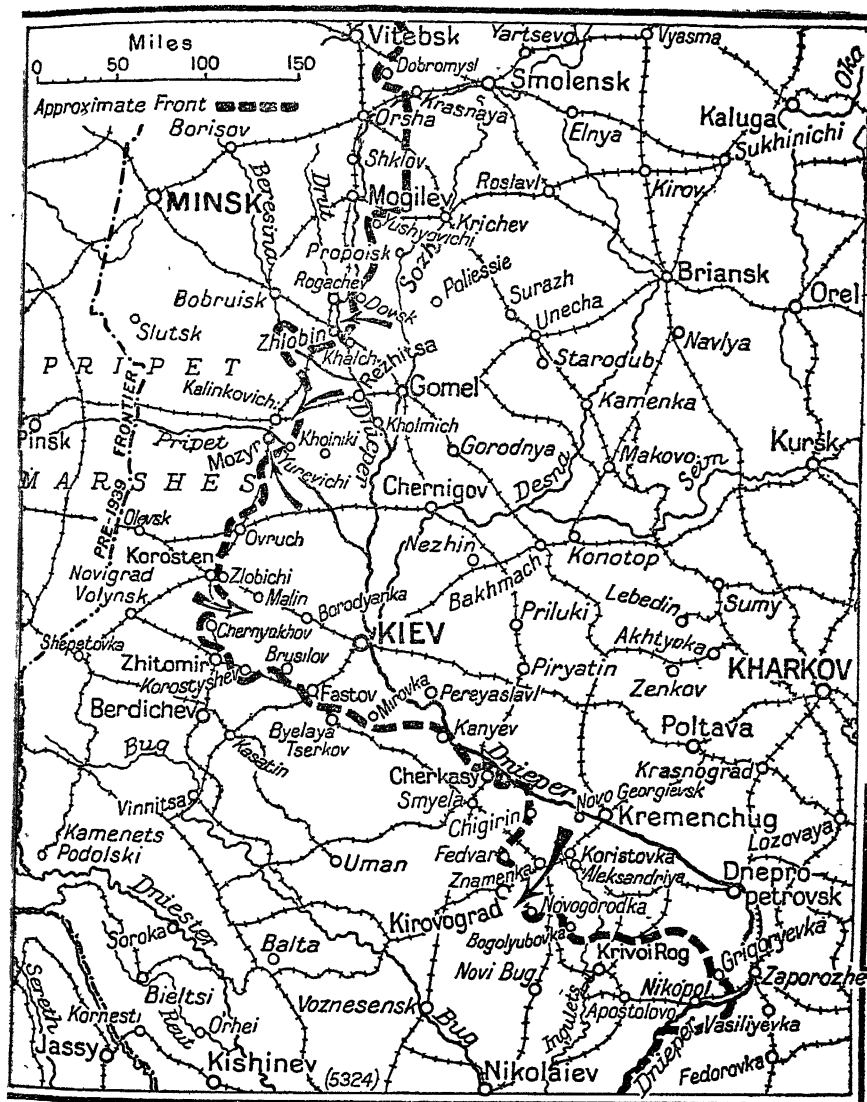 Miles
0 50 100 150
Approximate Front
Vitebsk
Yartsevo
Vyasma
Oka
Dobromysl
Smolensk
Krasnaya
Kaluga
Borisov
Orsha
Elnya
Sukhinichi
Shklov
Beresina
Drut
MINSK
Mogilev
Roslavl
Kirov
Vushyovichi
Krichev
Propoisk
Sozh
Briansk
Bobruisk
Rogachev
Dovsk
Poliessie
Surazh
Orel
Slutsk
Unecha
Navlya
Zhlobin
Khalch
Starodub
PRIPET
Rezhitsa
Kalinkovichi
Gomel
Kamenka
Pinsk
Pripet
Dnieper
Kholmich
Mozyr
Khoiniki
Gorodnya
Makovo
Seim
Kursk
Yurevichi
MARSHES
Desna
PRE-1939 FRONTIER
Chernigov
Olevsk
Ovruch
Nezhin
Konotop
Korosten
Bakhmach
Novigrad
Volynsk
Zlobichi
Malin
Borodyanka
Lebedin
Sumy
Priluki
Chernyakhov
KIEV
Akhtyoka
Shepetovka
Zhitomir
Brusilov
Piryatin
Zenkov
KHARKOV
Korostyshev
Fastov
Mirovka
Pereyaslavl
Berdichev
Byelaya
Tserkov
Kanyev
Poltava
Bug
Kasatin
Dnieper
Krasnograd
Cherkasy
Vinnitsa
Smyela
Novo Georgievsk
Kremenchug
Chigirin
Lozovaya
Kamenets
Podolski
Uman
Fedvar
Koristovka
Aleksandriya
Znamenka
Dnepro
petrovsk
Dniester
Kirovograd
Novogorodka
Soroka
Bogolyubovka
Krivoi Rog
Grigoryevka
Balta
Novi Bug
Zaporozhe
Bieltsi
Voznesensk
Ingulets
Nikopol
Sereth
Reut
Kornesti
Orhei
Bug
Apostolovo
Vasiliyevka
Jassy
Kishinev
(5324)
Nikolaiev
Dnieper
Fedorovka